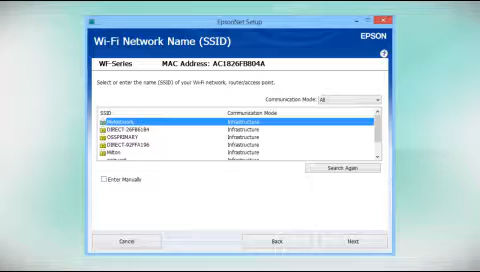 EpsonNet Setup
Wi-Fi Network Name (SSID)
EPSON
WF-Series MAC Address: AC1826FB804A
Select or enter the name (SSID) of your Wi-Fi network, router/access point.
Communication Mode: All
SSID Communication Mode
MyNetwork Infrastructure
DIRECT-26FB6184 Infrastructure
OSSPRIMARY Infrastructure
DIRECT-92FFA196 Infrastructure
Hilton Infrastructure
Search Again
Enter Manually
Cancel Back Next